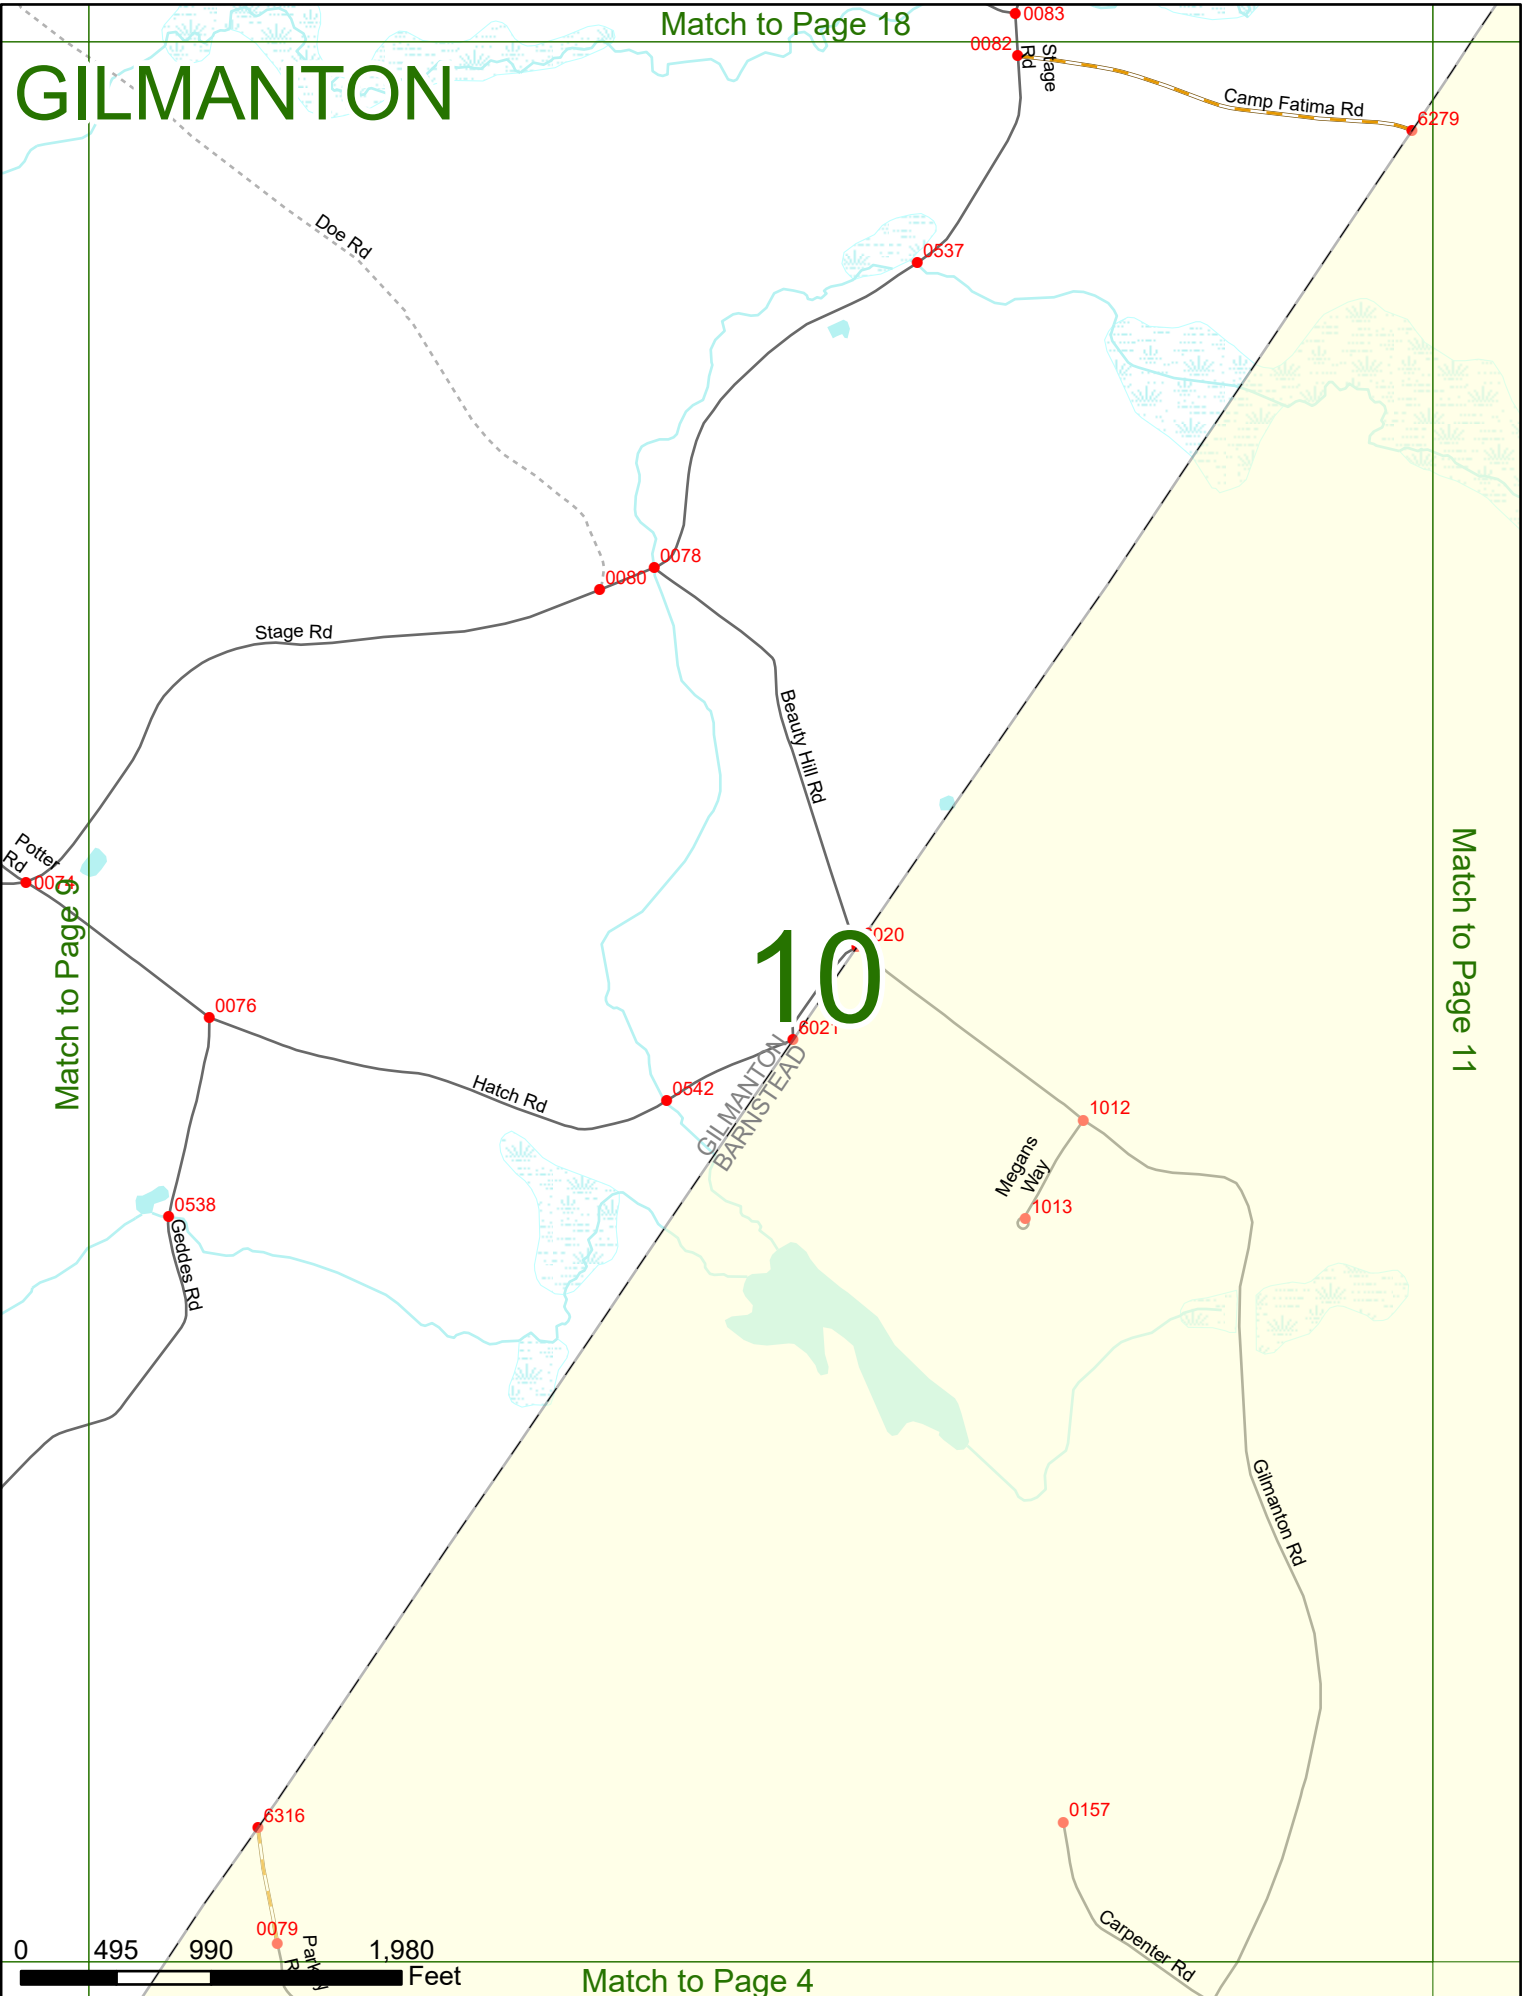 Match to Page 18
0083
0082
Stage
Rd
GILMANTON
Camp Fatima Rd
6279
Doe Rd
0537
0078
0080
Stage Rd
Beauty Hill Rd
Potter
Rd
0074
Match to Page 9
Match to Page 11
10
0076
6021
GILMANTON
BARNSTEAD
0542
Hatch Rd
1012
Megans
Way
1013
0538
Geddes Rd
Gilmanton Rd
6316
0157
0079
Carpenter Rd
0 495 990 1,980
Feet
Match to Page 4